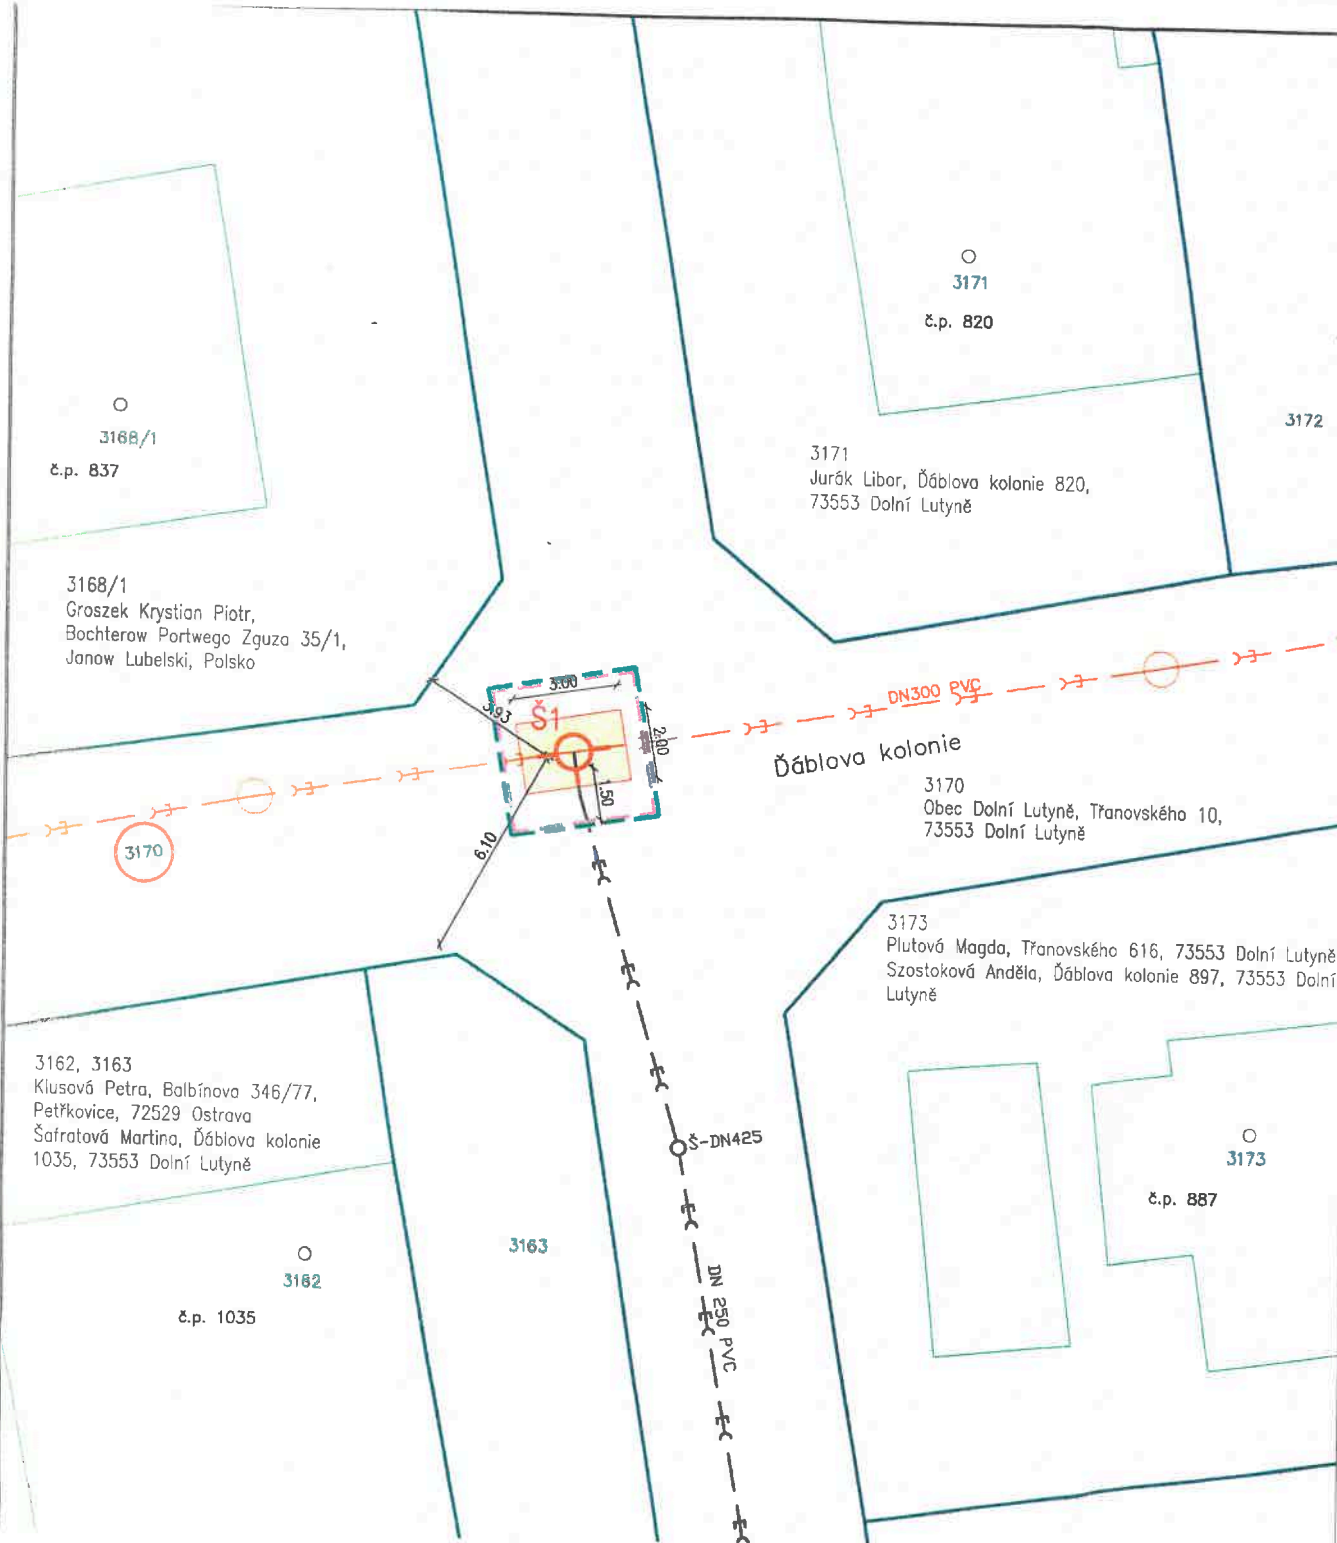 3171
č.p. 820
3172
3168/1
č.p. 837
3171
Jurák Libor, Ďáblova kolonie 820,
73553 Dolní Lutyně
3168/1
Groszek Krystian Piotr,
Bochterow Portwego Zguza 35/1,
Janow Lubelski, Polsko
3.00
3.93
Š1
2.00
1.50
6.10
DN300 PVC
Ďáblova kolonie
3170
3170
Obec Dolní Lutyně, Třanovského 10,
73553 Dolní Lutyně
3173
Plutová Magda, Třanovského 616, 73553 Dolní Lutyně
Szostoková Anděla, Ďáblova kolonie 897, 73553 Dolní
Lutyně
3162, 3163
Klusová Petra, Balbínova 346/77,
Petřkovice, 72529 Ostrava
Šafratová Martina, Ďáblova kolonie
1035, 73553 Dolní Lutyně
Š-DN425
3173
č.p. 887
3163
3162
č.p. 1035
DN 250 PVC